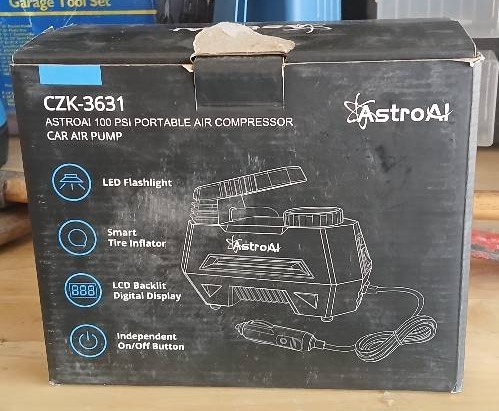 Garage Tool Set
CZK-3631
AstroAI
ASTROAI 100 PSI PORTABLE AIR COMPRESSOR
CAR AIR PUMP
LED Flashlight
Smart
Tire Inflator
AstroAI
888
LCD Backlit
Digital Display
Independent
On/Off Button